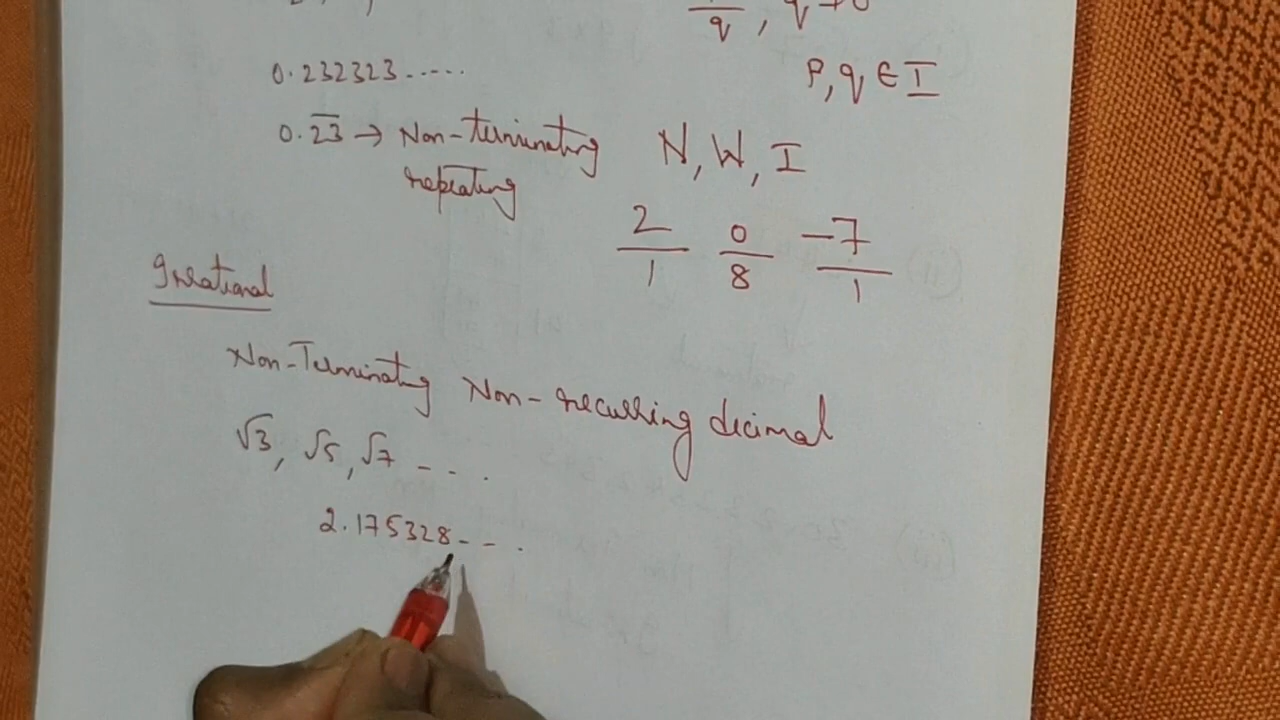 q, q≠0
0.232323.....
p,q ∈ I
0.2̅3̅ → Non-terminating
repeating
N, W, I
2/1 0/8 -7/1
Irrational
Non-Terminating Non-recurring decimal
√3, √5, √7 - - .
2.175328- - .